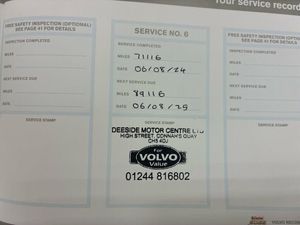 Your service record
FREE SAFETY INSPECTION (OPTIONAL)
SEE PAGE 41 FOR DETAILS
INSPECTION COMPLETED
MILES
DATE
NEXT SERVICE DUE
MILES
DATE
SERVICE STAMP
SERVICE NO. 6
SERVICE COMPLETED
MILES 71116
DATE 06/08/24
NEXT SERVICE DUE
MILES 89116
DATE 06/08/25
SERVICE STAMP
DEESIDE MOTOR CENTRE LTD
HIGH STREET, CONNAH'S QUAY
CH5 4DJ
For
VOLVO
Value
01244 816802
FREE SAFETY INSPECTION (OPTIONAL)
SEE PAGE 41 FOR DETAILS
INSPECTION COMPLETED
MILES
DATE
NEXT SERVICE DUE
MILES
DATE
SERVICE STAMP
Castrol